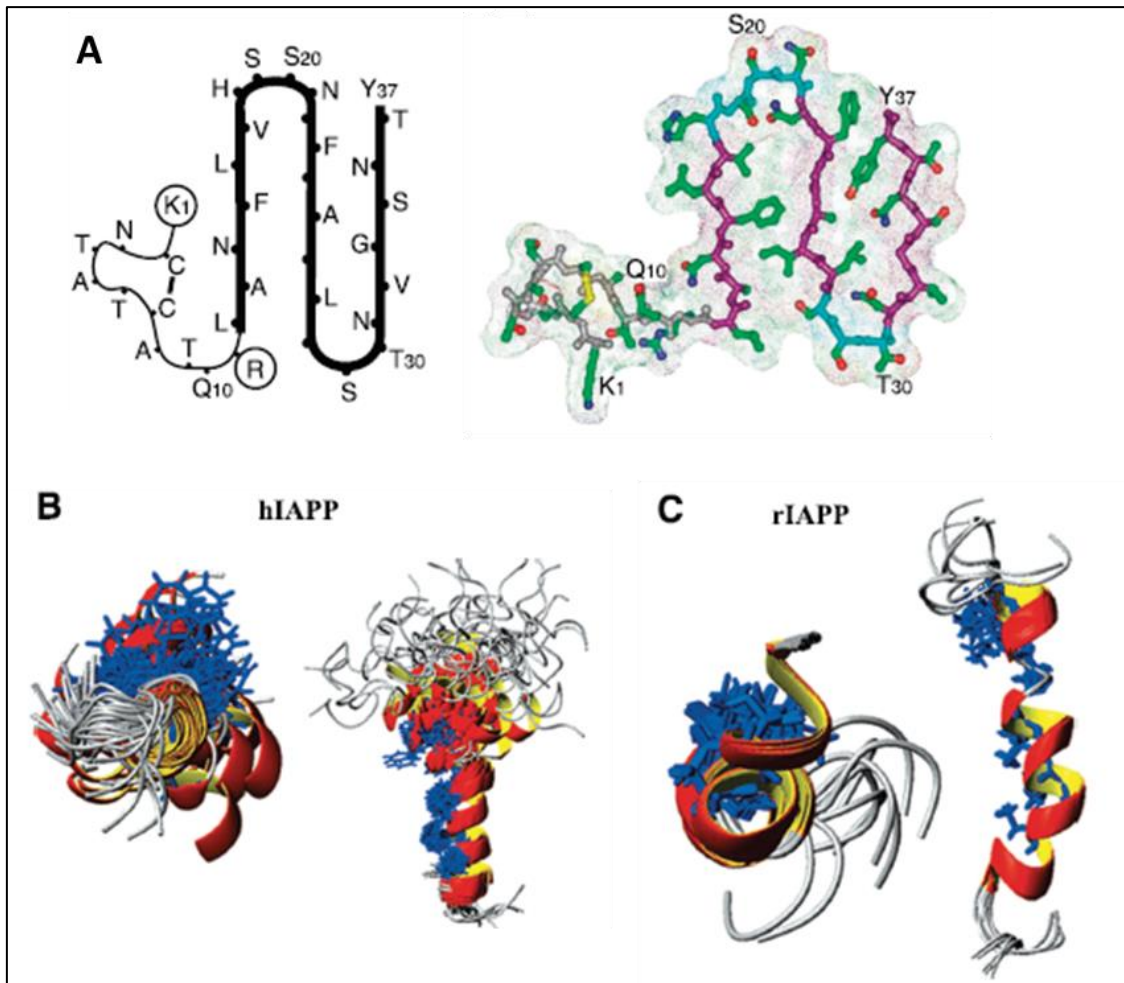 A
S S20
H N Y37
V T
F
L N
K1 F A S
T N N G
C
A A V
T C L
L N
A T T30
Q10 R S
S20
Y37
Q10
K1
T30
B hIAPP
C rIAPP